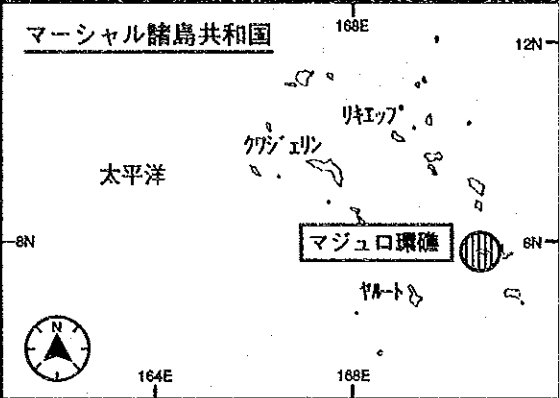 マーシャル諸島共和国
168E
12N
リキエップ
クワジェリン
太平洋
8N
マジュロ環礁
8N
ヤルート
N
164E
168E